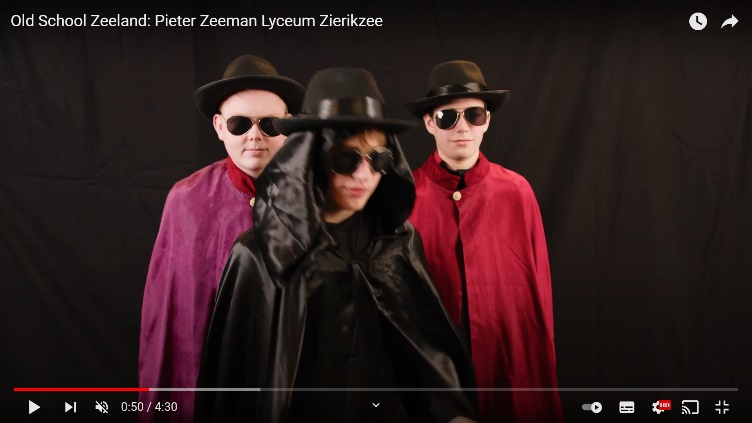 Old School Zeeland: Pieter Zeeman Lyceum Zierikzee
0:50 / 4:30